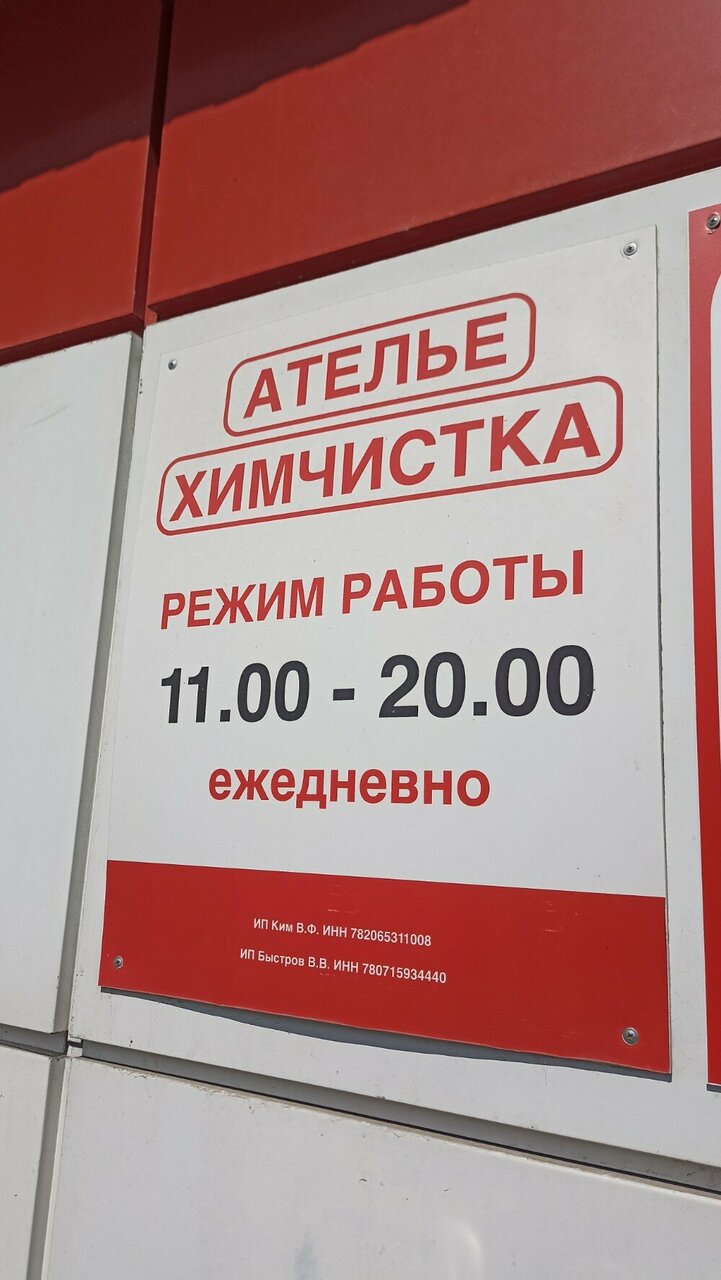 АТЕЛЬЕ
ХИМЧИСТКА
РЕЖИМ РАБОТЫ
11.00 - 20.00
ежедневно
ИП Ким В.Ф. ИНН 782065311008
ИП Быстров В.В. ИНН 780715934440